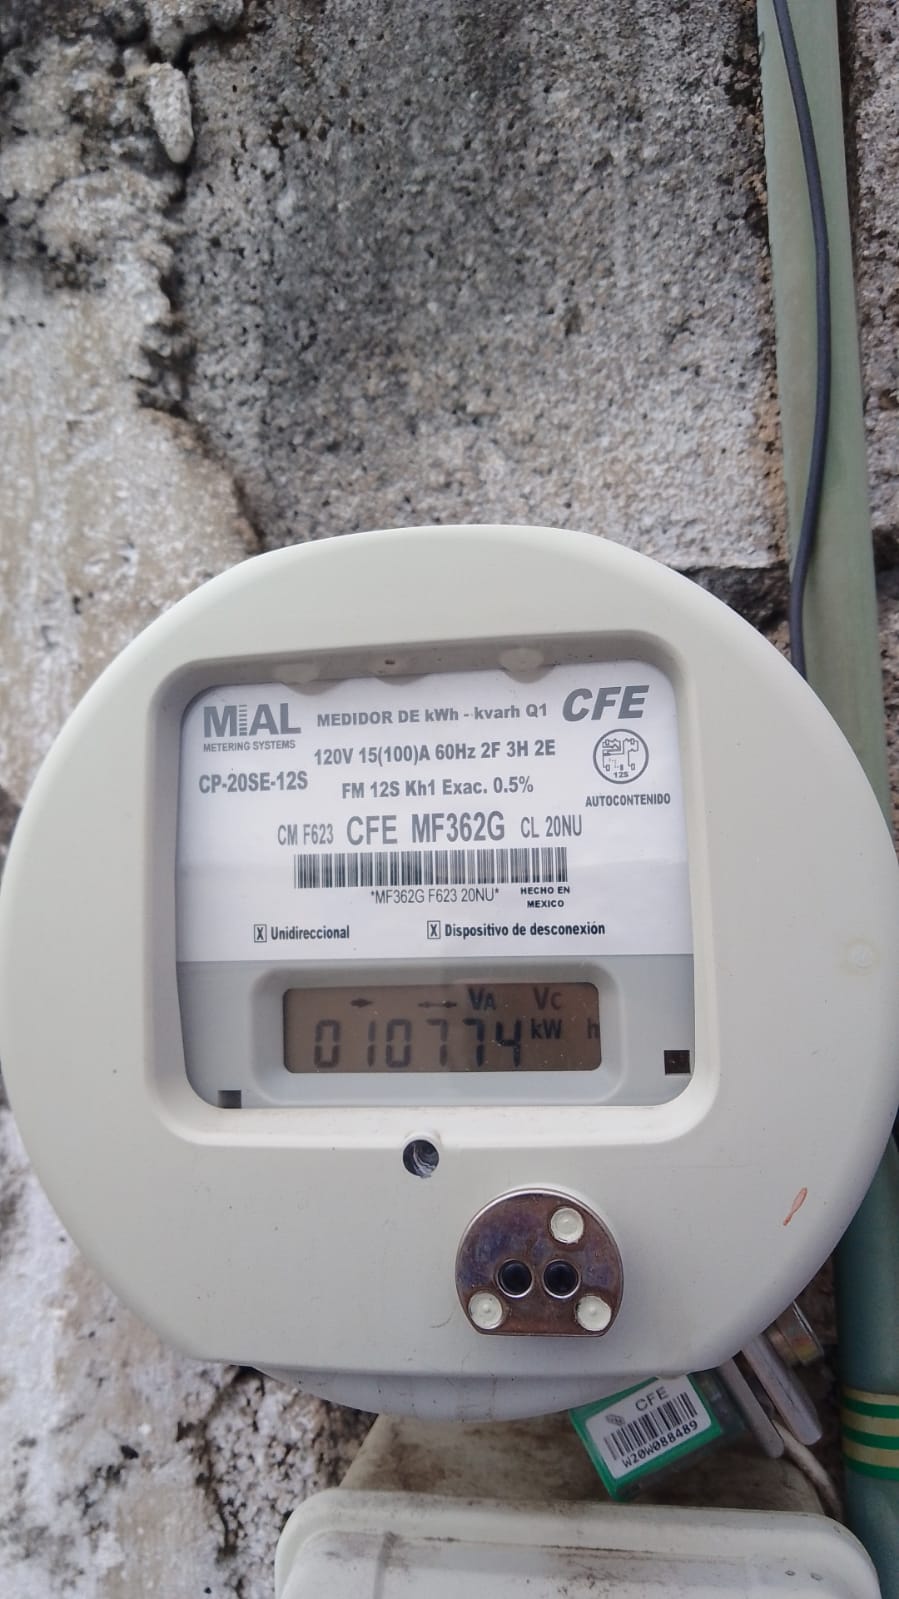 MIAL
METERING SYSTEMS
MEDIDOR DE kWh - kvarh Q1
CFE
120V 15(100)A 60Hz 2F 3H 2E
CP-20SE-12S
FM 12S Kh1 Exac. 0.5%
12S
AUTOCONTENIDO
CM F623 CFE MF362G CL 20NU
*MF362G F623 20NU*
HECHO EN
MEXICO
X Unidireccional
X Dispositivo de desconexión
VA VC
010774 kW h
CFE
W20W088489